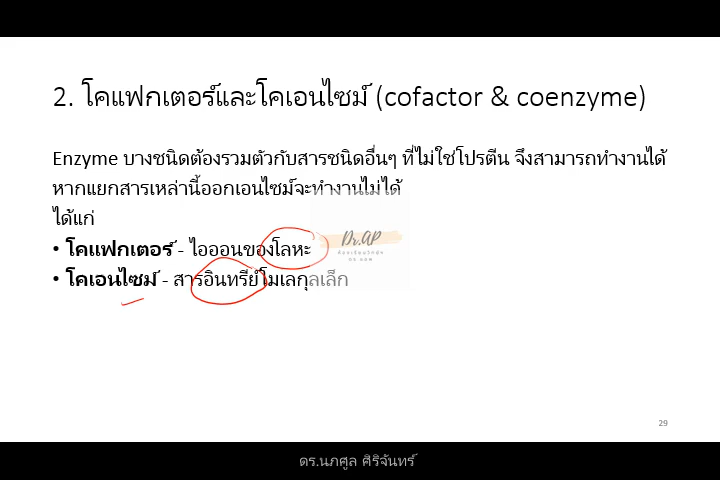 2. โคแฟกเตอร์และโคเอนไซม์ (cofactor & coenzyme)
Enzyme บางชนิดต้องรวมตัวกับสารชนิดอื่นๆ ที่ไม่ใช่โปรตีน จึงสามารถทำงานได้
หากแยกสารเหล่านี้ออกเอนไซม์จะทำงานไม่ได้
ได้แก่
• โคแฟกเตอร์ - ไอออนของโลหะ
• โคเอนไซม์ - สารอินทรีย์โมเลกุลเล็ก
Dr.AP
29
ดร.นภศูล ศิริจันทร์